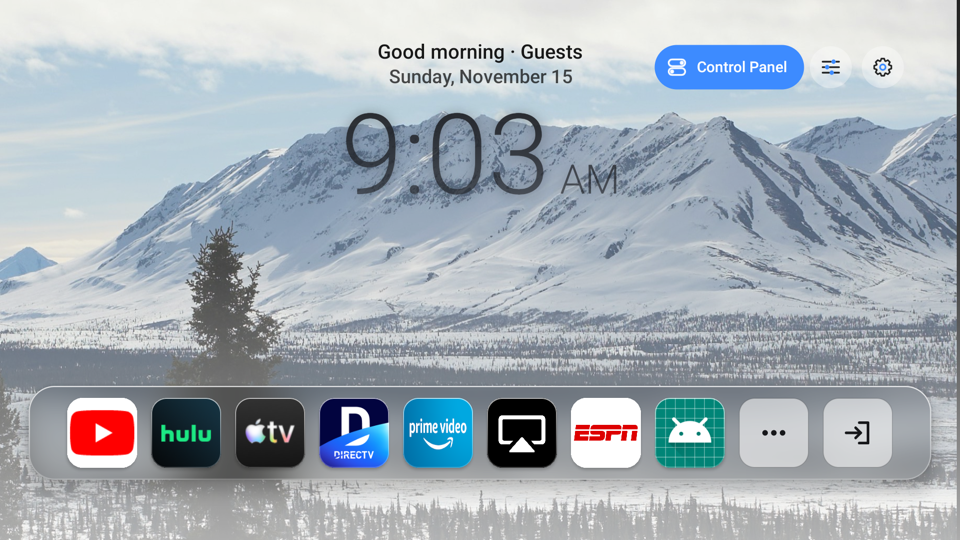 Good morning · Guests
Sunday, November 15
Control Panel
9:03 AM
hulu
tv
D
DIRECTV
prime video
ESPN